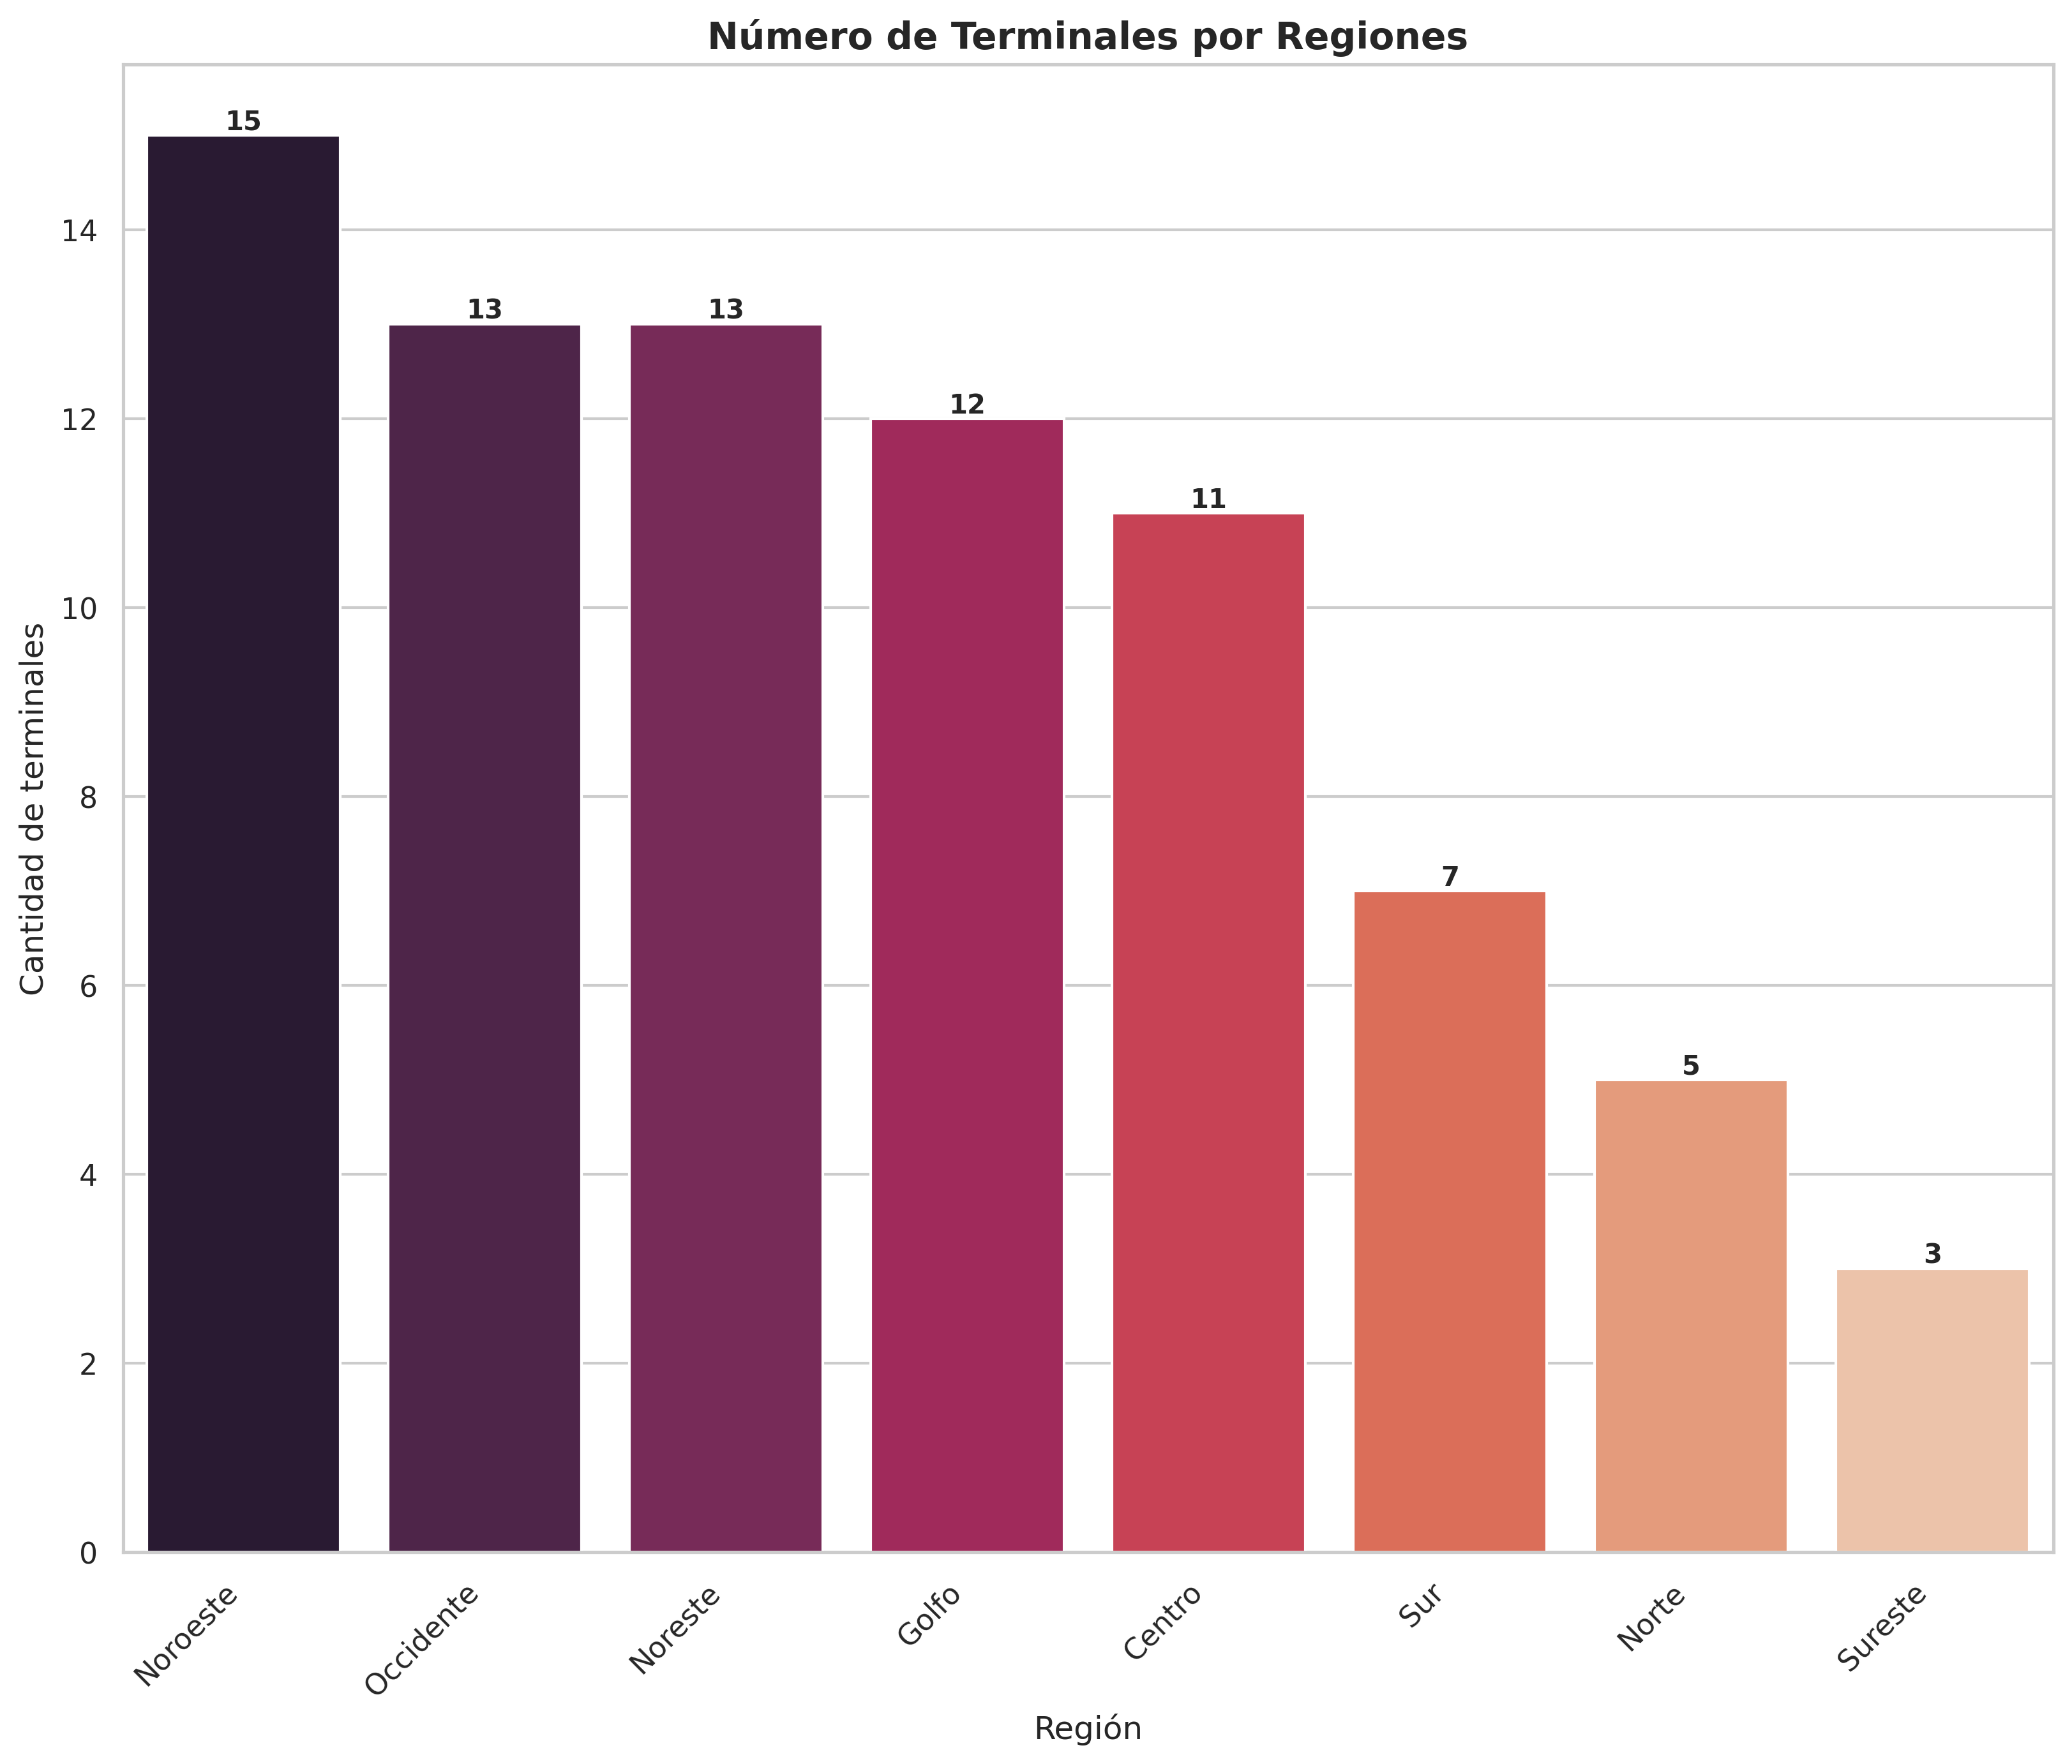 Número de Terminales por Regiones
15
13
13
12
11
7
5
3
14
12
10
8
6
4
2
0
Cantidad de terminales
Noroeste
Occidente
Noreste
Golfo
Centro
Sur
Norte
Sureste
Región